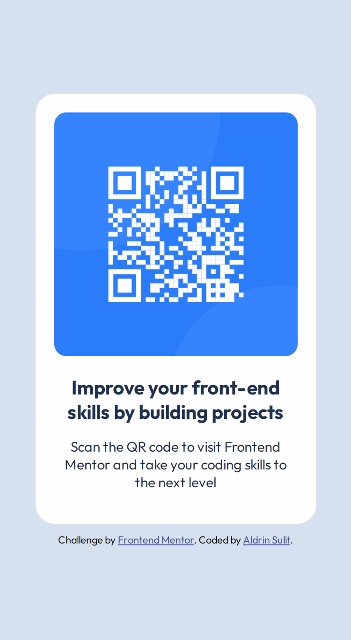 Improve your front-end
skills by building projects
Scan the QR code to visit Frontend
Mentor and take your coding skills to
the next level
Challenge by Frontend Mentor. Coded by Aldrin Sulit.